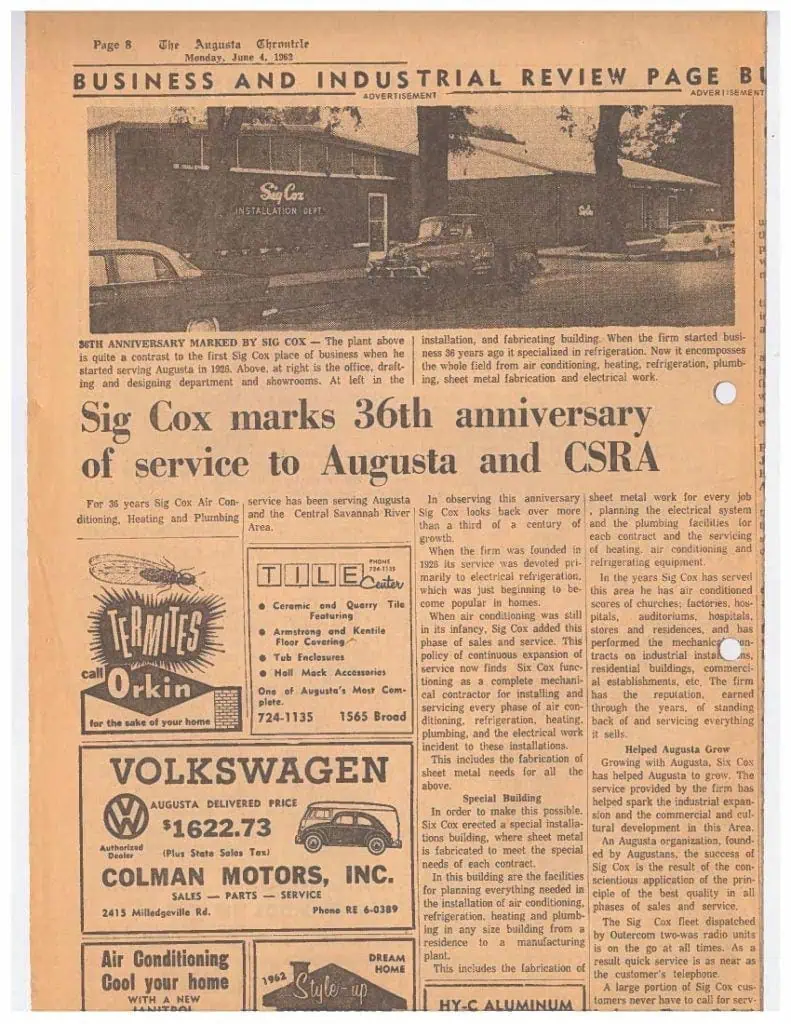 Page 8 The Augusta Chronicle
Monday, June 4, 1962
BUSINESS AND INDUSTRIAL REVIEW PAGE BU
ADVERTISEMENT
ADVERTISEMENT
Sig Cox
INSTALLATION DEPT.
36TH ANNIVERSARY MARKED BY SIG COX — The plant above
is quite a contrast to the first Sig Cox place of business when he
started serving Augusta in 1926. Above, at right is the office, draft-
ing and designing department and showrooms. At left in the
installation, and fabricating building. When the firm started busi-
ness 36 years ago it specialized in refrigeration. Now it encompasses
the whole field from air conditioning, heating, refrigeration, plumb-
ing, sheet metal fabrication and electrical work.
Sig Cox marks 36th anniversary
of service to Augusta and CSRA
For 36 years Sig Cox Air Con-
ditioning, Heating and Plumbing
service has been serving Augusta
and the Central Savannah River
Area.
TERMITES
call
Orkin
for the sake of your home
TILE
PHONE
724-1135
Center
● Ceramic and Quarry Tile
Featuring
● Armstrong and Kentile
Floor Covering
● Tub Enclosures
● Hall Mack Accessories
One of Augusta's Most Com-
plete.
724-1135 1565 Broad
VOLKSWAGEN
VW
Authorized
Dealer
AUGUSTA DELIVERED PRICE
$1622.73
(Plus State Sales Tax)
COLMAN MOTORS, INC.
SALES — PARTS — SERVICE
2415 Milledgeville Rd. Phone RE 6-0389
Air Conditioning
Cool your home
WITH A NEW
JANITROL
DREAM
HOME
1962
Style-up
In observing this anniversary
Sig Cox looks back over more
than a third of a century of
growth.
When the firm was founded in
1926 its service was devoted pri-
marily to electrical refrigeration,
which was just beginning to be-
come popular in homes.
When air conditioning was still
in its infancy, Sig Cox added this
phase of sales and service. This
policy of continuous expansion of
service now finds Six Cox func-
tioning as a complete mechani-
cal contractor for installing and
servicing every phase of air con-
ditioning, refrigeration, heating,
plumbing, and the electrical work
incident to these installations.
This includes the fabrication of
sheet metal needs for all the
above.
Special Building
In order to make this possible,
Six Cox erected a special installa-
tions building, where sheet metal
is fabricated to meet the special
needs of each contract.
In this building are the facilities
for planning everything needed in
the installation of air conditioning,
refrigeration, heating and plumb-
ing in any size building from a
residence to a manufacturing
plant.
This includes the fabrication of
HY-C ALUMINUM
sheet metal work for every job
, planning the electrical system
and the plumbing facilities for
each contract and the servicing
of heating, air conditioning and
refrigerating equipment.
In the years Sig Cox has served
this area he has air conditioned
scores of churches; factories, hos-
pitals, auditoriums, hospitals,
stores and residences, and has
performed the mechanic on-
tracts on industrial insta ns,
residential buildings, commerci-
al establishments, etc. The firm
has the reputation, earned
through the years, of standing
back of and servicing everything
it sells.
Helped Augusta Grow
Growing with Augusta, Six Cox
has helped Augusta to grow. The
service provided by the firm has
helped spark the industrial expan-
sion and the commercial and cul-
tural development in this Area.
An Augusta organization, found-
ed by Augustans, the success of
Sig Cox is the result of the con-
scientious application of the prin-
ciple of the best quality in all
phases of sales and service.
The Sig Cox fleet dispatched
by Outercom two-was radio units
is on the go at all times. As a
result quick service is as near as
the customer's telephone.
A large portion of Sig Cox cus-
tomers never have to call for serv-